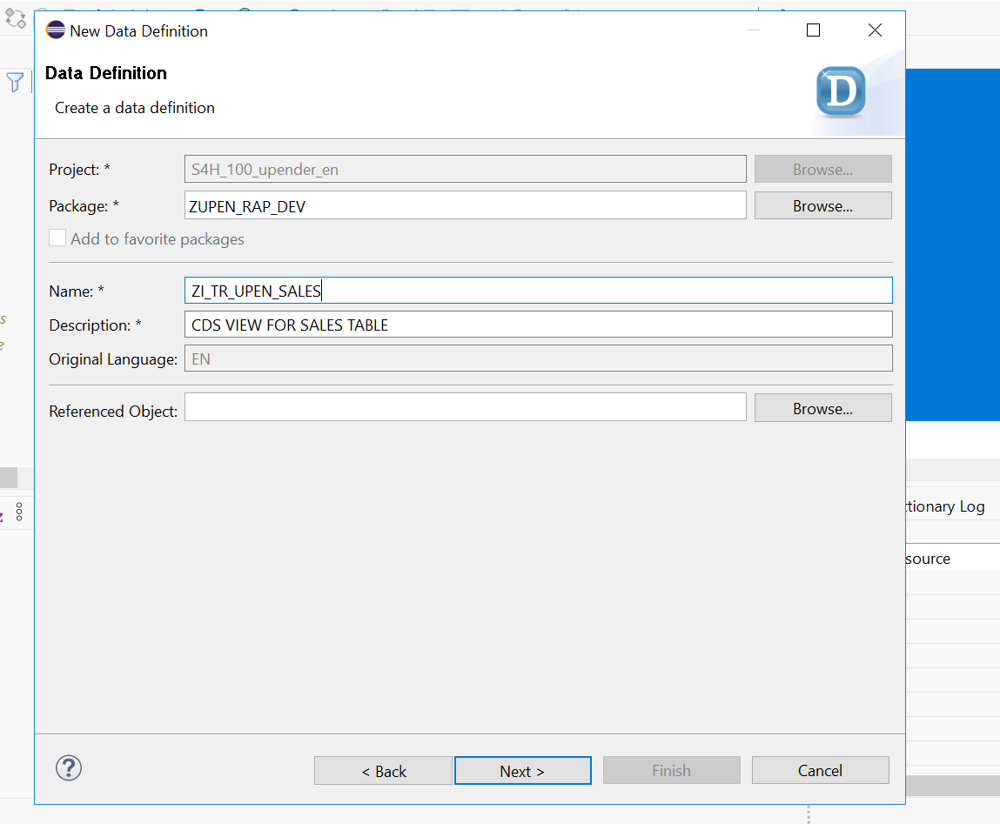 New Data Definition
Data Definition
Create a data definition
D
Project: * S4H_100_upender_en Browse...
Package: * ZUPEN_RAP_DEV Browse...
Add to favorite packages
Name: * ZI_TR_UPEN_SALES
Description: * CDS VIEW FOR SALES TABLE
Original Language: EN
Referenced Object: Browse...
s
e
ctionary Log
source
? < Back Next > Finish Cancel